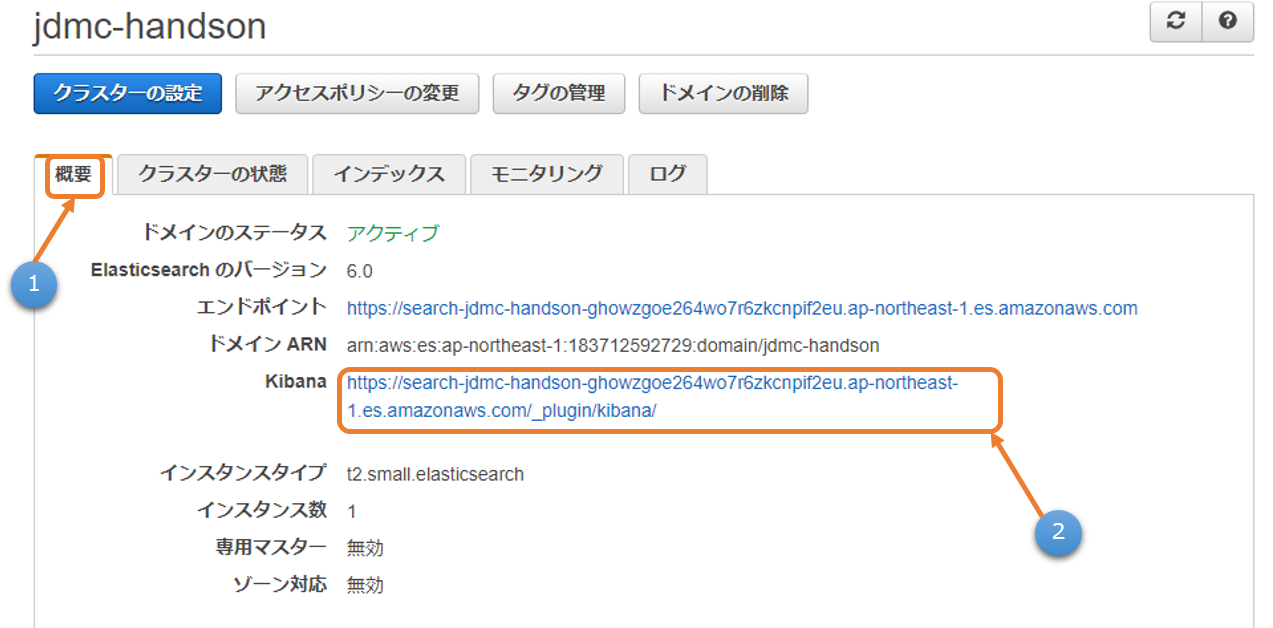 jdmc-handson
クラスターの設定 アクセスポリシーの変更 タグの管理 ドメインの削除
概要 クラスターの状態 インデックス モニタリング ログ
ドメインのステータス アクティブ
1
Elasticsearch のバージョン 6.0
エンドポイント https://search-jdmc-handson-ghowzgoe264wo7r6zkcnpif2eu.ap-northeast-1.es.amazonaws.com
ドメイン ARN arn:aws:es:ap-northeast-1:183712592729:domain/jdmc-handson
Kibana https://search-jdmc-handson-ghowzgoe264wo7r6zkcnpif2eu.ap-northeast-
1.es.amazonaws.com/_plugin/kibana/
インスタンスタイプ t2.small.elasticsearch
インスタンス数 1
2
専用マスター 無効
ゾーン対応 無効